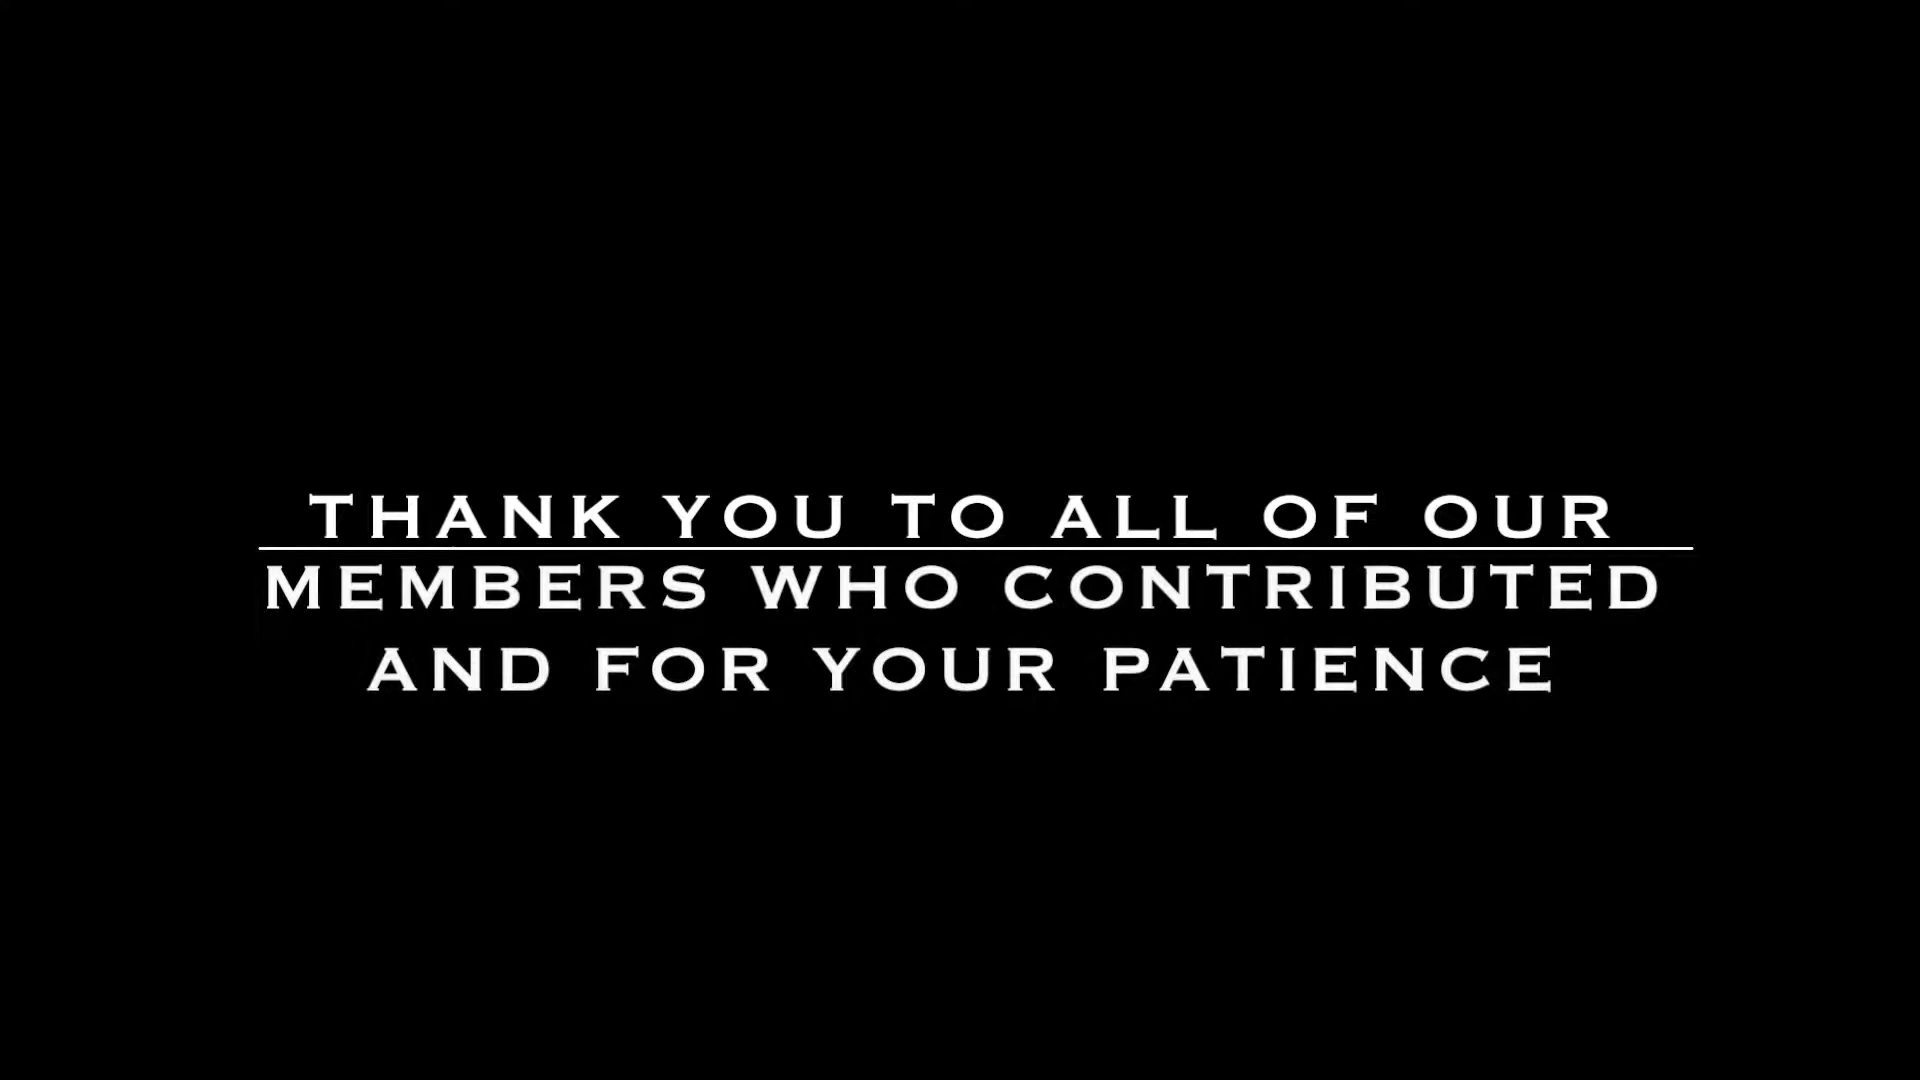 THANK YOU TO ALL OF OUR
MEMBERS WHO CONTRIBUTED
AND FOR YOUR PATIENCE